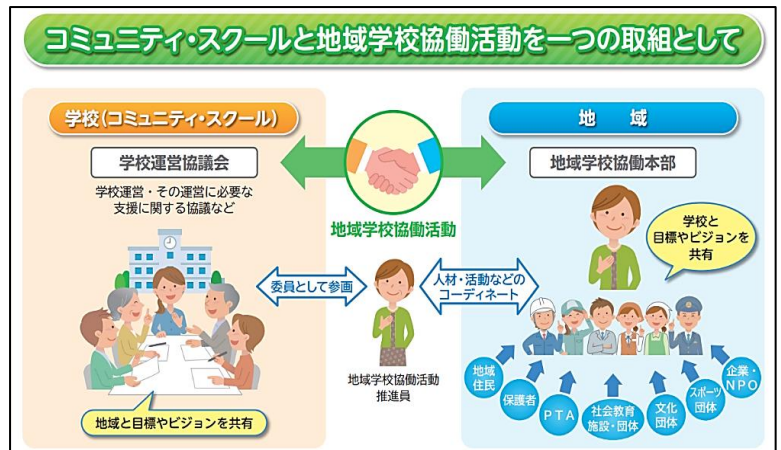 コミュニティ・スクールと地域学校協働活動を一つの取組として
学校（コミュニティ・スクール）
学校運営協議会
学校運営・その運営に必要な
支援に関する協議など
地域と目標やビジョンを共有
地域学校協働活動
委員として参画
人材・活動などの
コーディネート
地域学校協働活動
推進員
地　域
地域学校協働本部
学校と
目標やビジョンを
共有
地域
住民
保護者
PTA
社会教育
施設・団体
文化
団体
スポーツ
団体
企業・
NPO